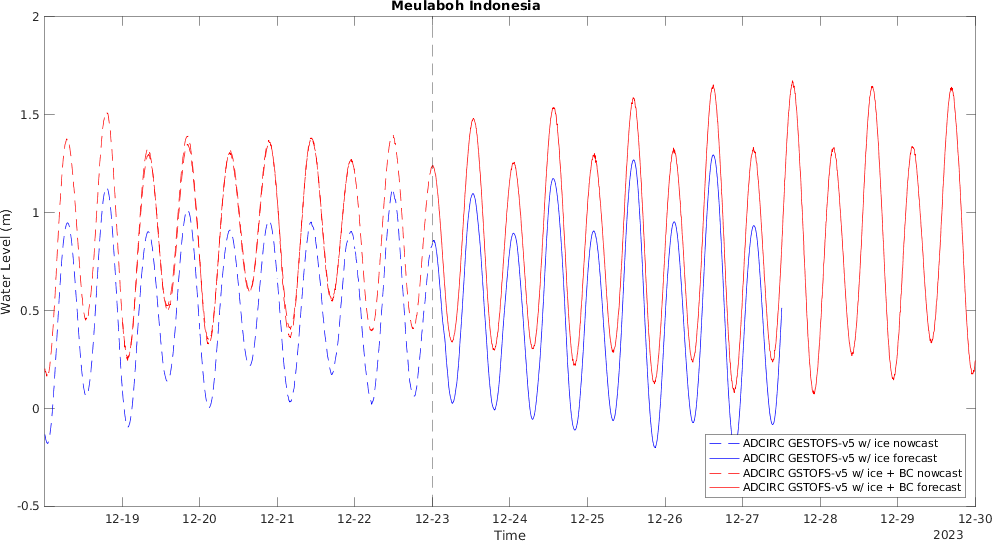 Meulaboh Indonesia
2
1.5
1
0.5
0
-0.5
Water Level (m)
12-19
12-20
12-21
12-22
12-23
12-24
12-25
12-26
12-27
12-28
12-29
12-30
Time
2023
ADCIRC GESTOFS-v5 w/ ice nowcast
ADCIRC GESTOFS-v5 w/ ice forecast
ADCIRC GSTOFS-v5 w/ ice + BC nowcast
ADCIRC GSTOFS-v5 w/ ice + BC forecast